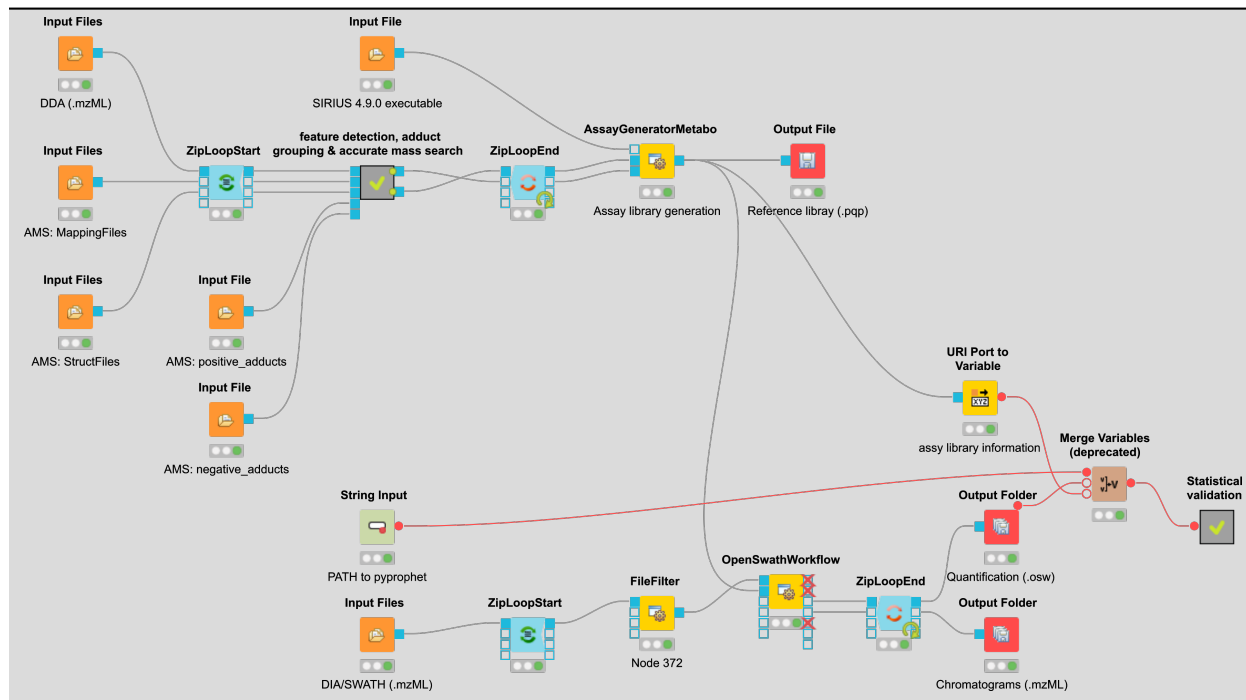 Input Files
DDA (.mzML)
Input File
SIRIUS 4.9.0 executable
Input Files
AMS: MappingFiles
ZipLoopStart
feature detection, adduct
grouping & accurate mass search
ZipLoopEnd
AssayGeneratorMetabo
Assay library generation
Output File
Reference libray (.pqp)
Input Files
AMS: StructFiles
Input File
AMS: positive_adducts
Input File
AMS: negative_adducts
URI Port to
Variable
XYZ
assy library information
Merge Variables
(deprecated)
V
V
V
Statistical
validation
String Input
PATH to pyprophet
Output Folder
Quantification (.osw)
Input Files
DIA/SWATH (.mzML)
ZipLoopStart
FileFilter
Node 372
OpenSwathWorkflow
ZipLoopEnd
Output Folder
Chromatograms (.mzML)